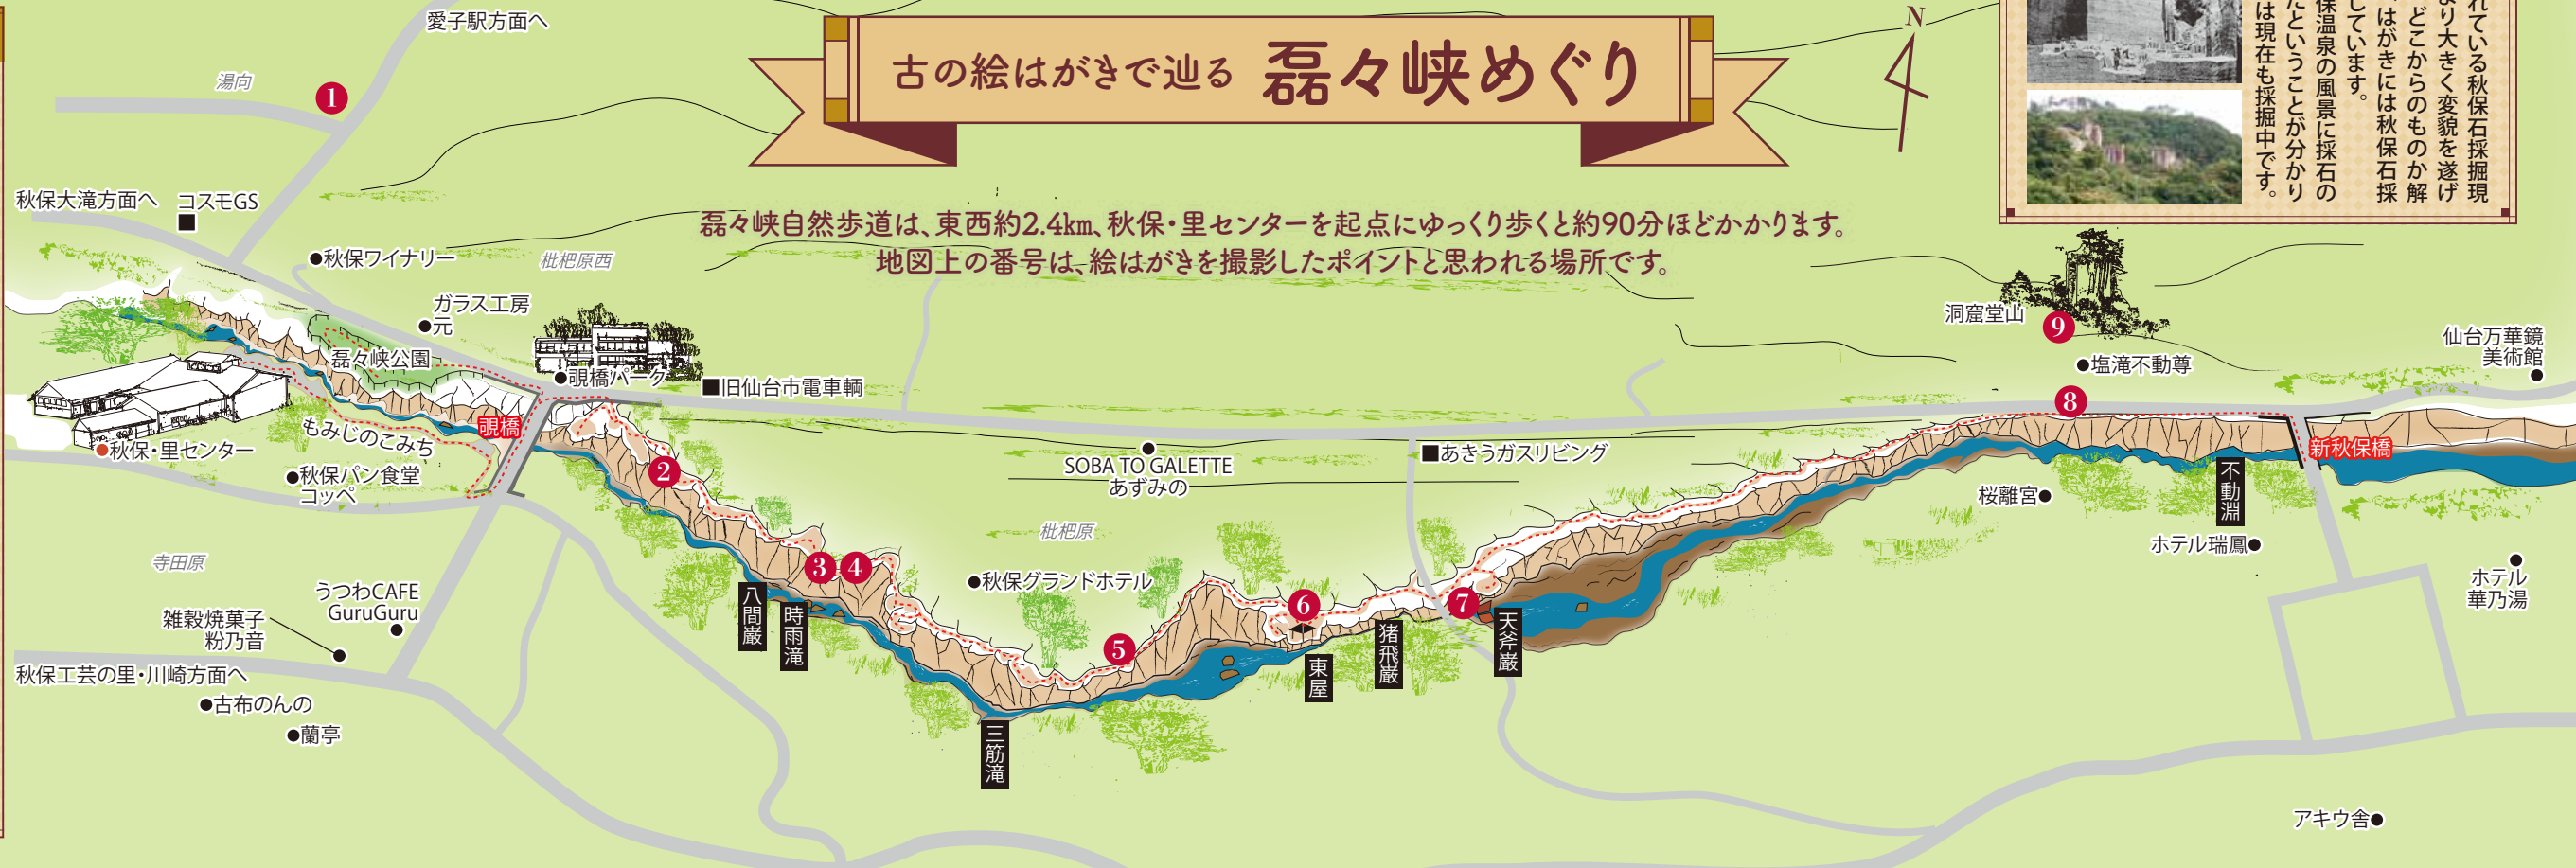 愛子駅方面へ
古の絵はがきで辿る 磊々峡めぐり
N
れている秋保石採掘現
より大きく変貌を遂げ
どこからのものか解
はがきには秋保石採
しています。
保温泉の風景に採石の
たということが分かり
は現在も採掘中です。
湯向
1
秋保大滝方面へ
コスモGS
磊々峡自然歩道は、東西約2.4km、秋保・里センターを起点にゆっくり歩くと約90分ほどかかります。
地図上の番号は、絵はがきを撮影したポイントと思われる場所です。
秋保ワイナリー
枇杷原西
ガラス工房
元
磊々峡公園
覗橋パーク
旧仙台市電車輌
洞窟堂山
9
塩滝不動尊
仙台万華鏡
美術館
8
もみじのこみち
覗橋
秋保・里センター
秋保パン食堂
コッペ
2
SOBA TO GALETTE
あずみの
あきうガスリビング
新秋保橋
桜離宮
不動淵
ホテル瑞鳳
枇杷原
寺田原
3
4
秋保グランドホテル
うつわCAFE
GuruGuru
雑穀焼菓子
粉乃音
八間巌
時雨滝
5
6
7
東屋
猪飛巌
天斧巌
ホテル
華乃湯
秋保工芸の里・川崎方面へ
古布のんの
蘭亭
三筋滝
アキウ舎